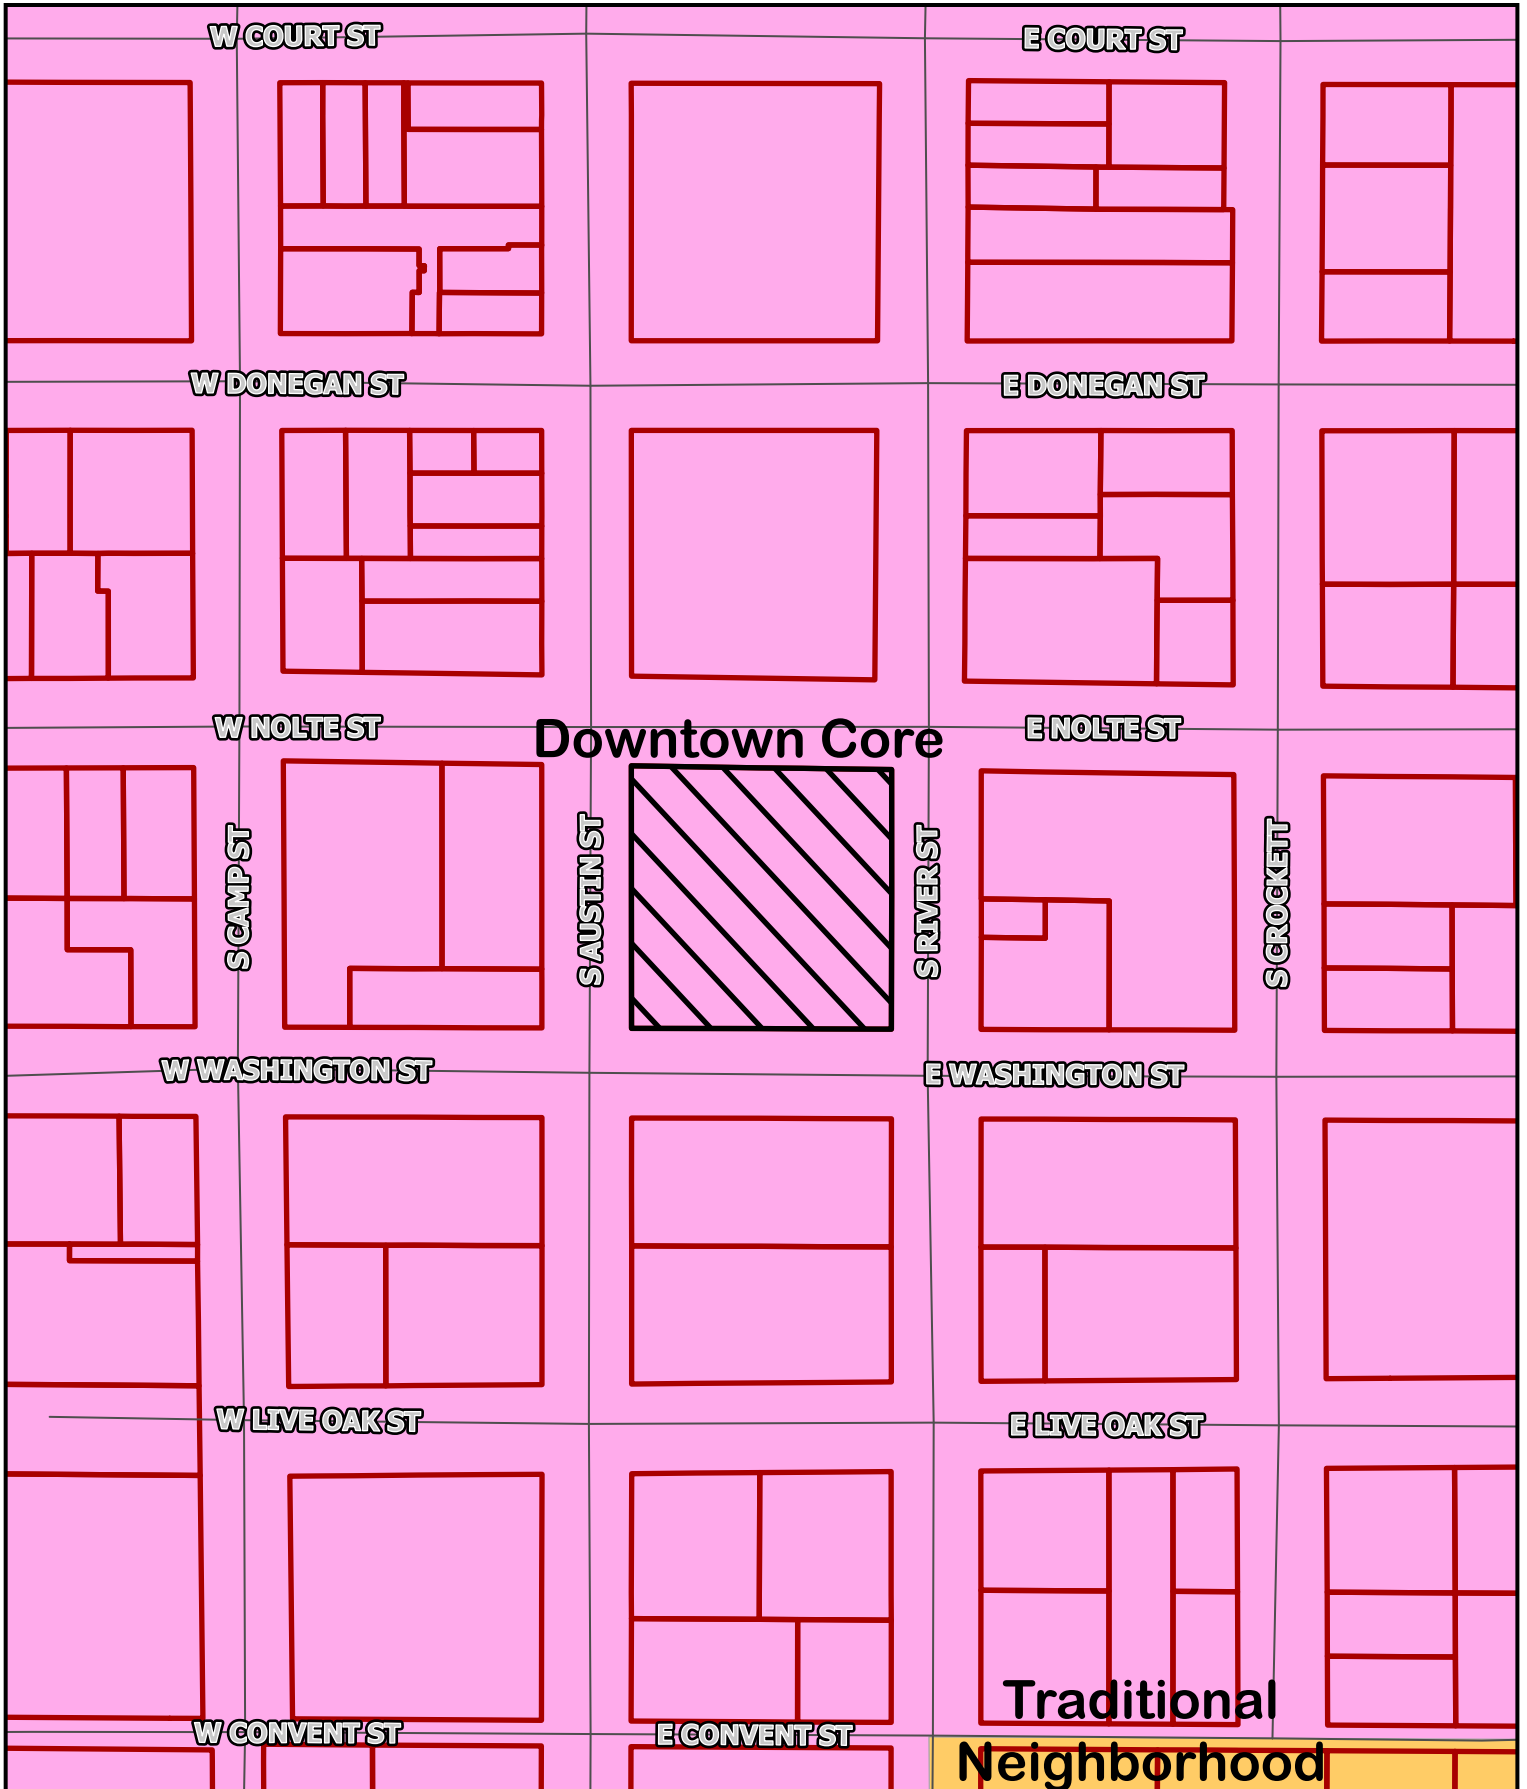 W COURT ST
E COURT ST
W DONEGAN ST
E DONEGAN ST
W NOLTE ST
E NOLTE ST
Downtown Core
S CAMP ST
S AUSTIN ST
S RIVER ST
S CROCKETT
W WASHINGTON ST
E WASHINGTON ST
W LIVE OAK ST
E LIVE OAK ST
W CONVENT ST
E CONVENT ST
Traditional
Neighborhood